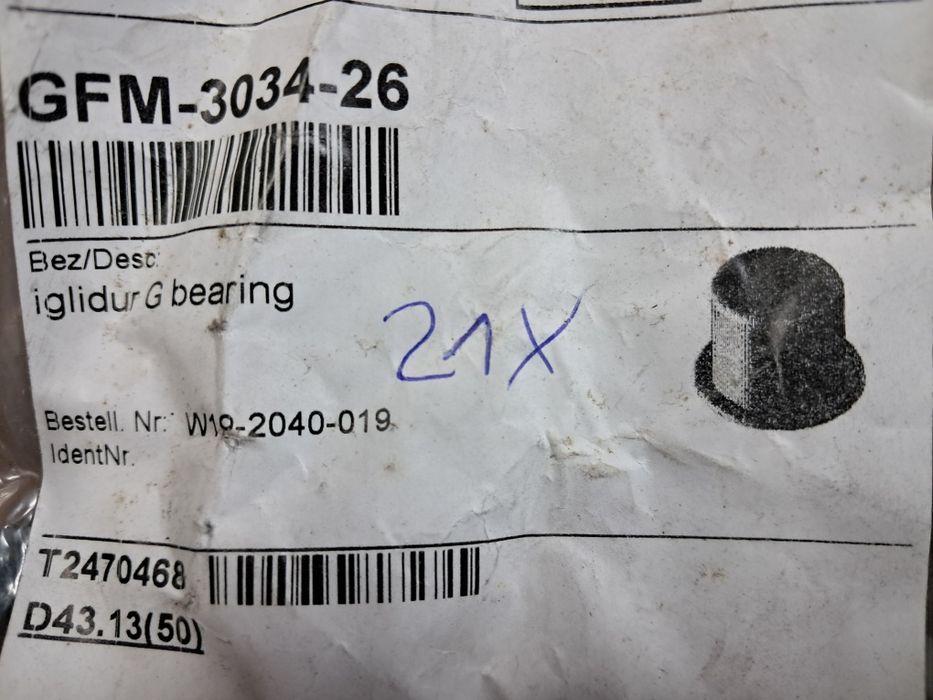 GFM-3034-26
Bez/Desc:
iglidur G bearing
21X
Bestell. Nr: W19-2040-019
IdentNr.
T2470468
D43.13(50)